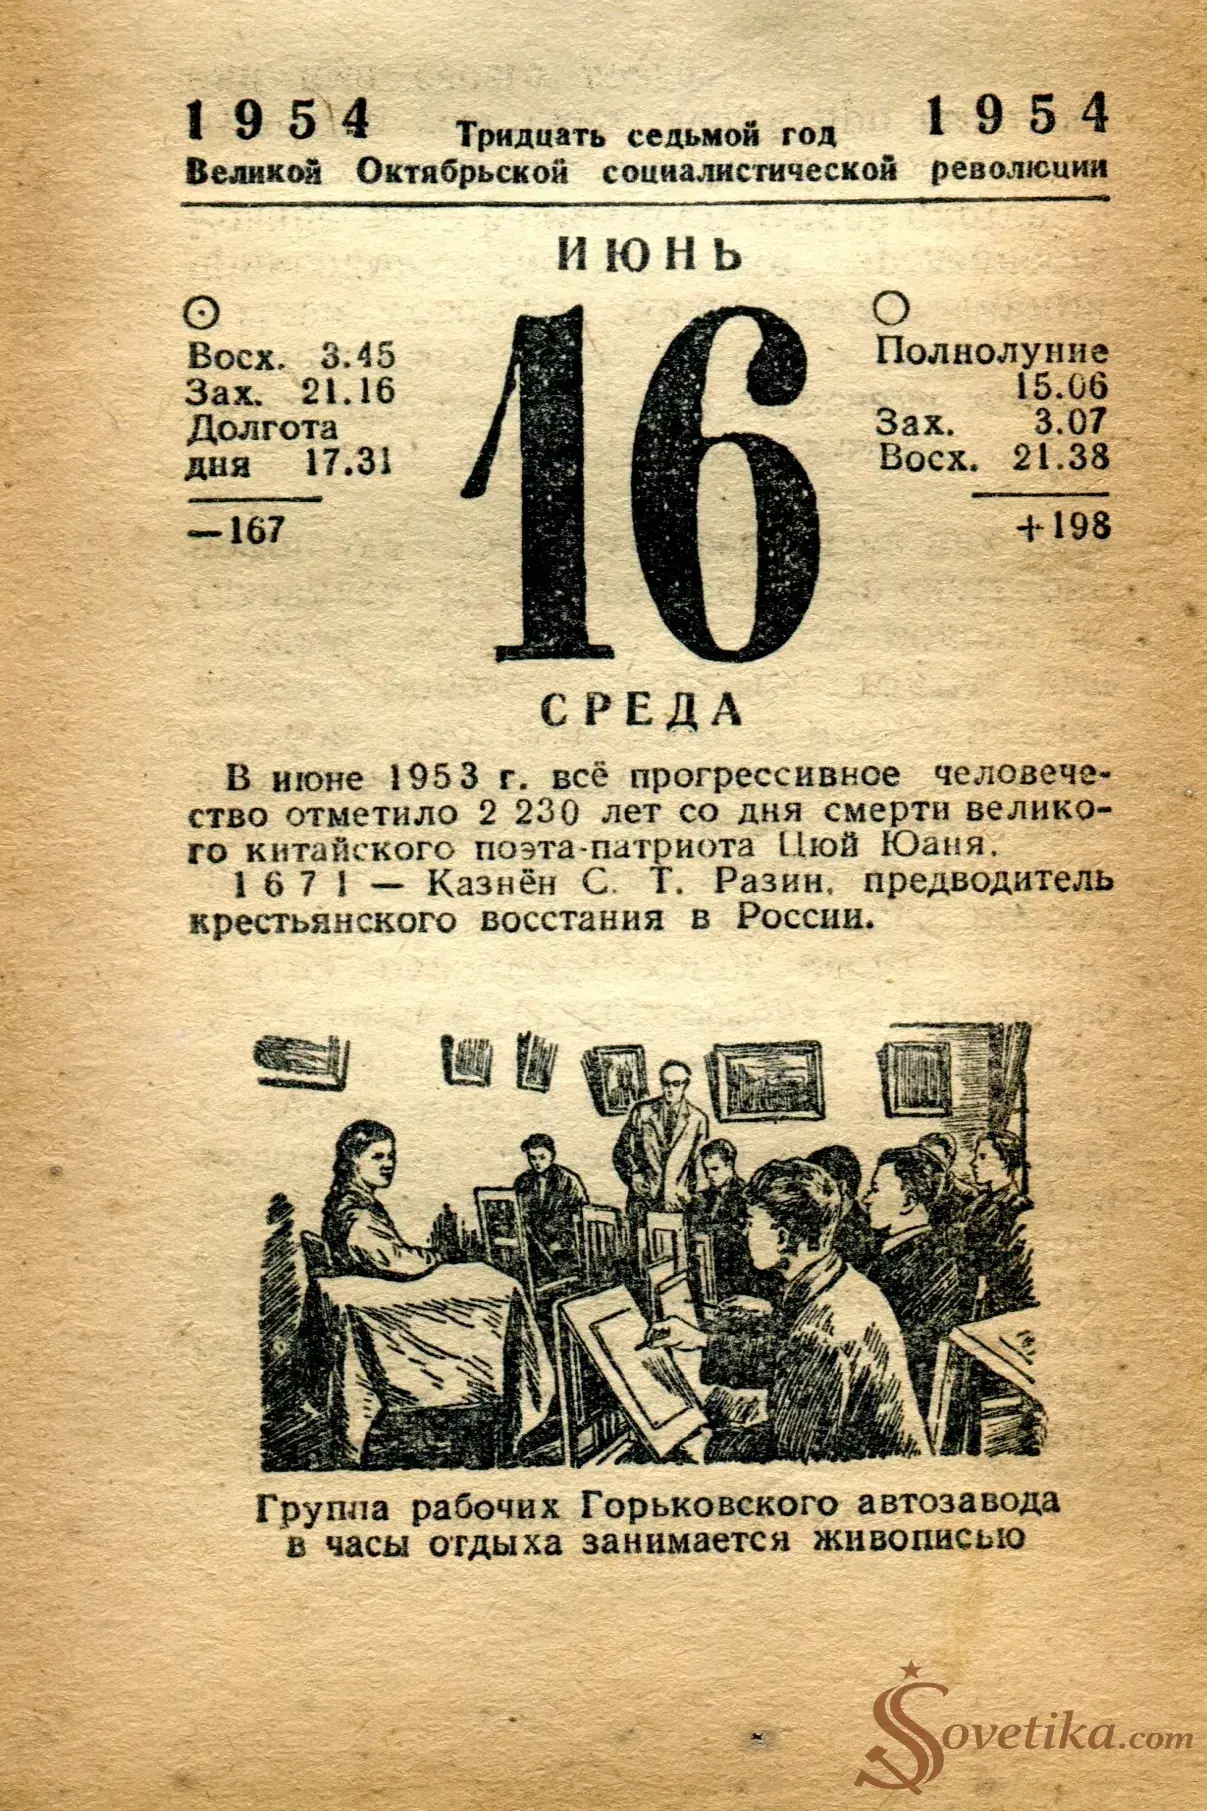 1954 Тридцать седьмой год 1954
Великой Октябрьской социалистической революции
ИЮНЬ
Восх. 3.45
Зах. 21.16
Долгота
дня 17.31
—167
16
Полнолуние
15.06
Зах. 3.07
Восх. 21.38
+198
СРЕДА
В июне 1953 г. всё прогрессивное человече-
ство отметило 2 230 лет со дня смерти велико-
го китайского поэта-патриота Цюй Юаня.
1671 — Казнён С. Т. Разин, предводитель
крестьянского восстания в России.
Группа рабочих Горьковского автозавода
в часы отдыха занимается живописью
Sovetika.com